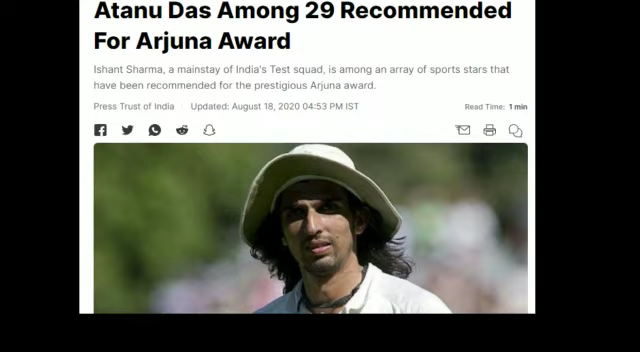 Atanu Das Among 29 Recommended
For Arjuna Award
Ishant Sharma, a mainstay of India's Test squad, is among an array of sports stars that
have been recommended for the prestigious Arjuna award.
Press Trust of India | Updated: August 18, 2020 04:53 PM IST Read Time: 1 min